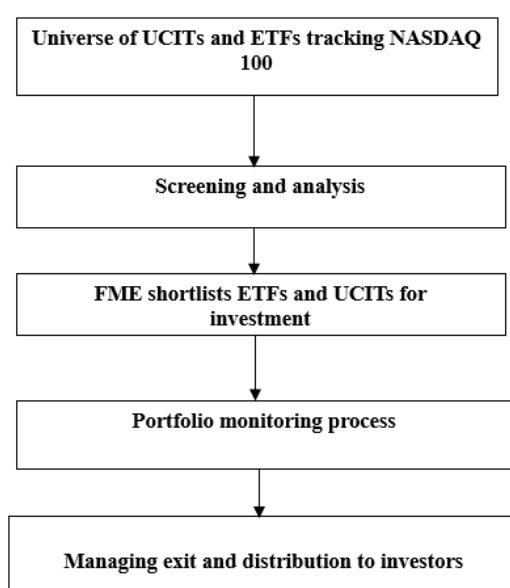 Universe of UCITs and ETFs tracking NASDAQ
100
Screening and analysis
FME shortlists ETFs and UCITs for
investment
Portfolio monitoring process
Managing exit and distribution to investors